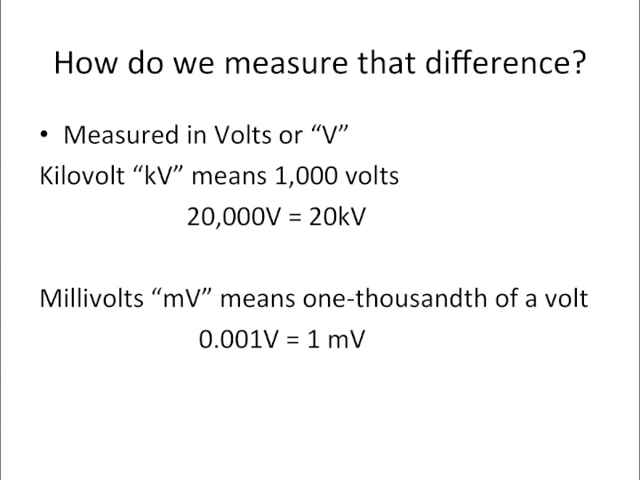 How do we measure that difference?
• Measured in Volts or “V”
Kilovolt “kV” means 1,000 volts
20,000V = 20kV
Millivolts “mV” means one-thousandth of a volt
0.001V = 1 mV